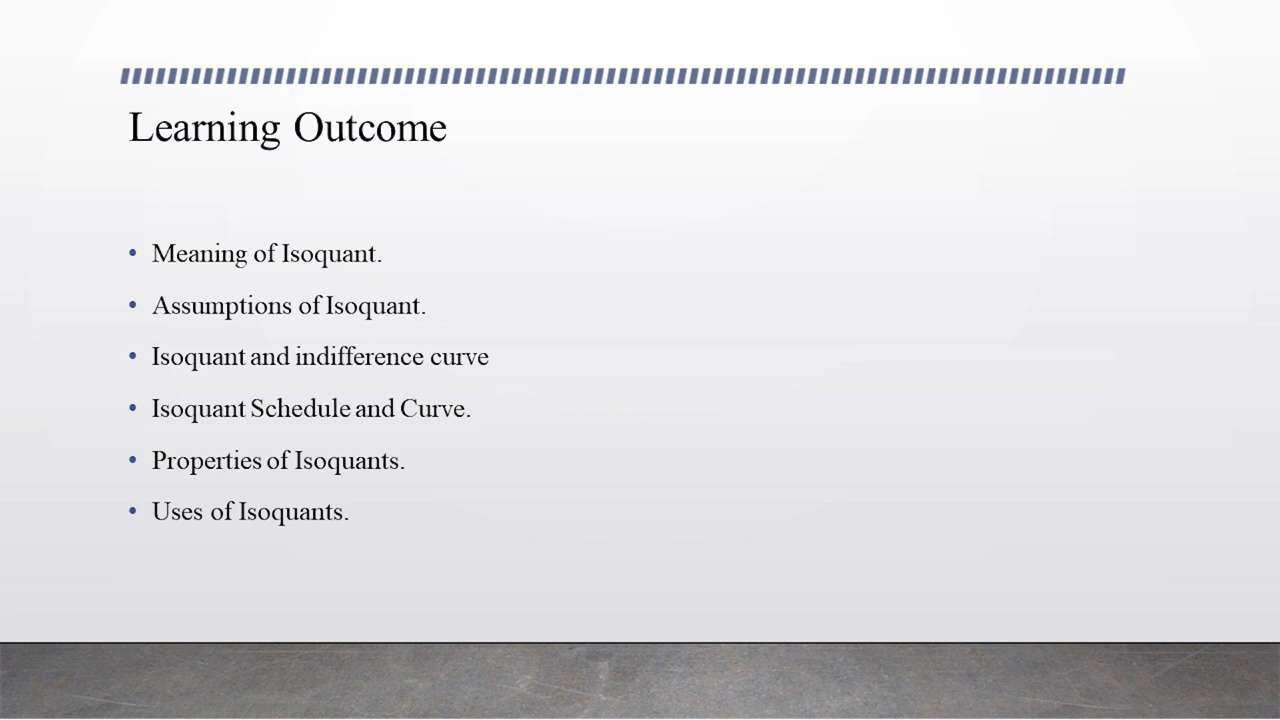 Learning Outcome
• Meaning of Isoquant.
• Assumptions of Isoquant.
• Isoquant and indifference curve
• Isoquant Schedule and Curve.
• Properties of Isoquants.
• Uses of Isoquants.